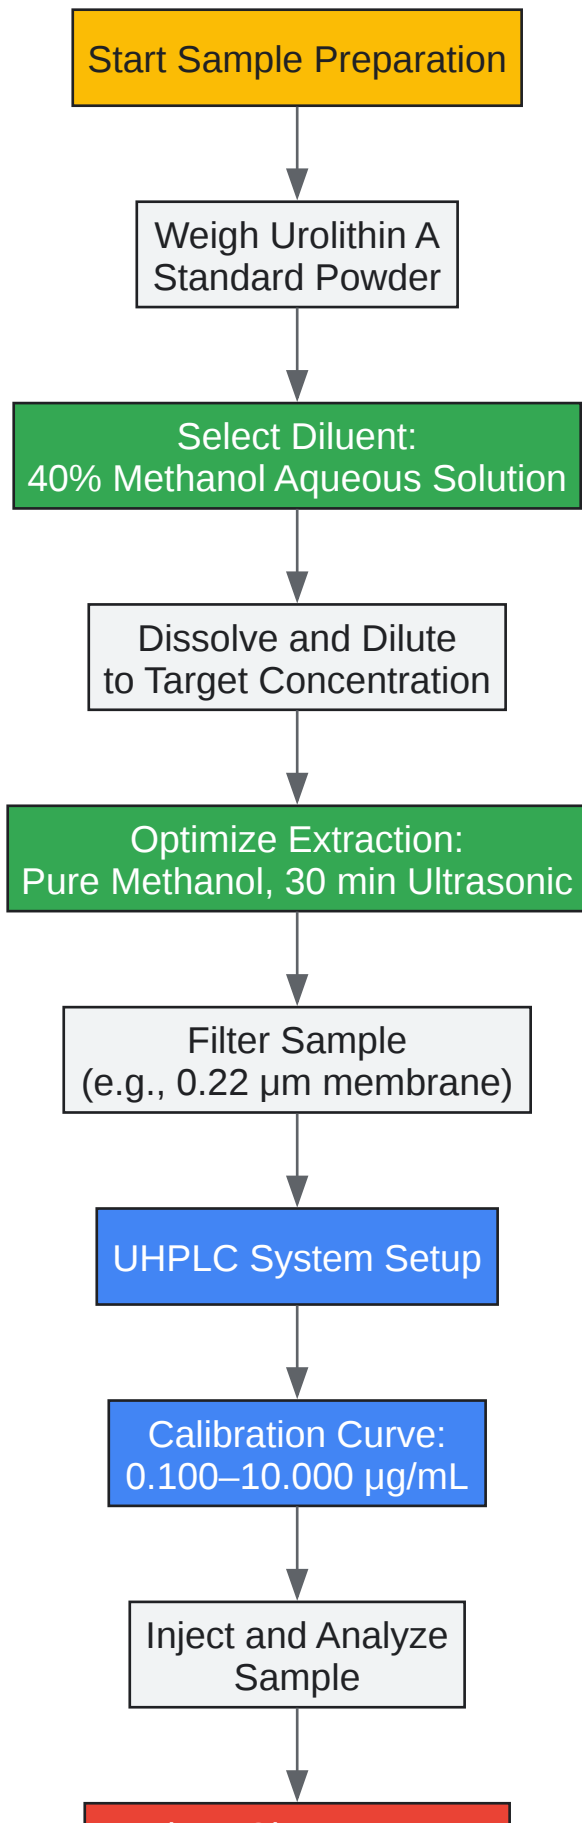 Start Sample Preparation
Weigh Urolithin A
Standard Powder
Select Diluent:
40% Methanol Aqueous Solution
Dissolve and Dilute
to Target Concentration
Optimize Extraction:
Pure Methanol, 30 min Ultrasonic
Filter Sample
(e.g., 0.22 μm membrane)
UHPLC System Setup
Calibration Curve:
0.100–10.000 μg/mL
Inject and Analyze
Sample